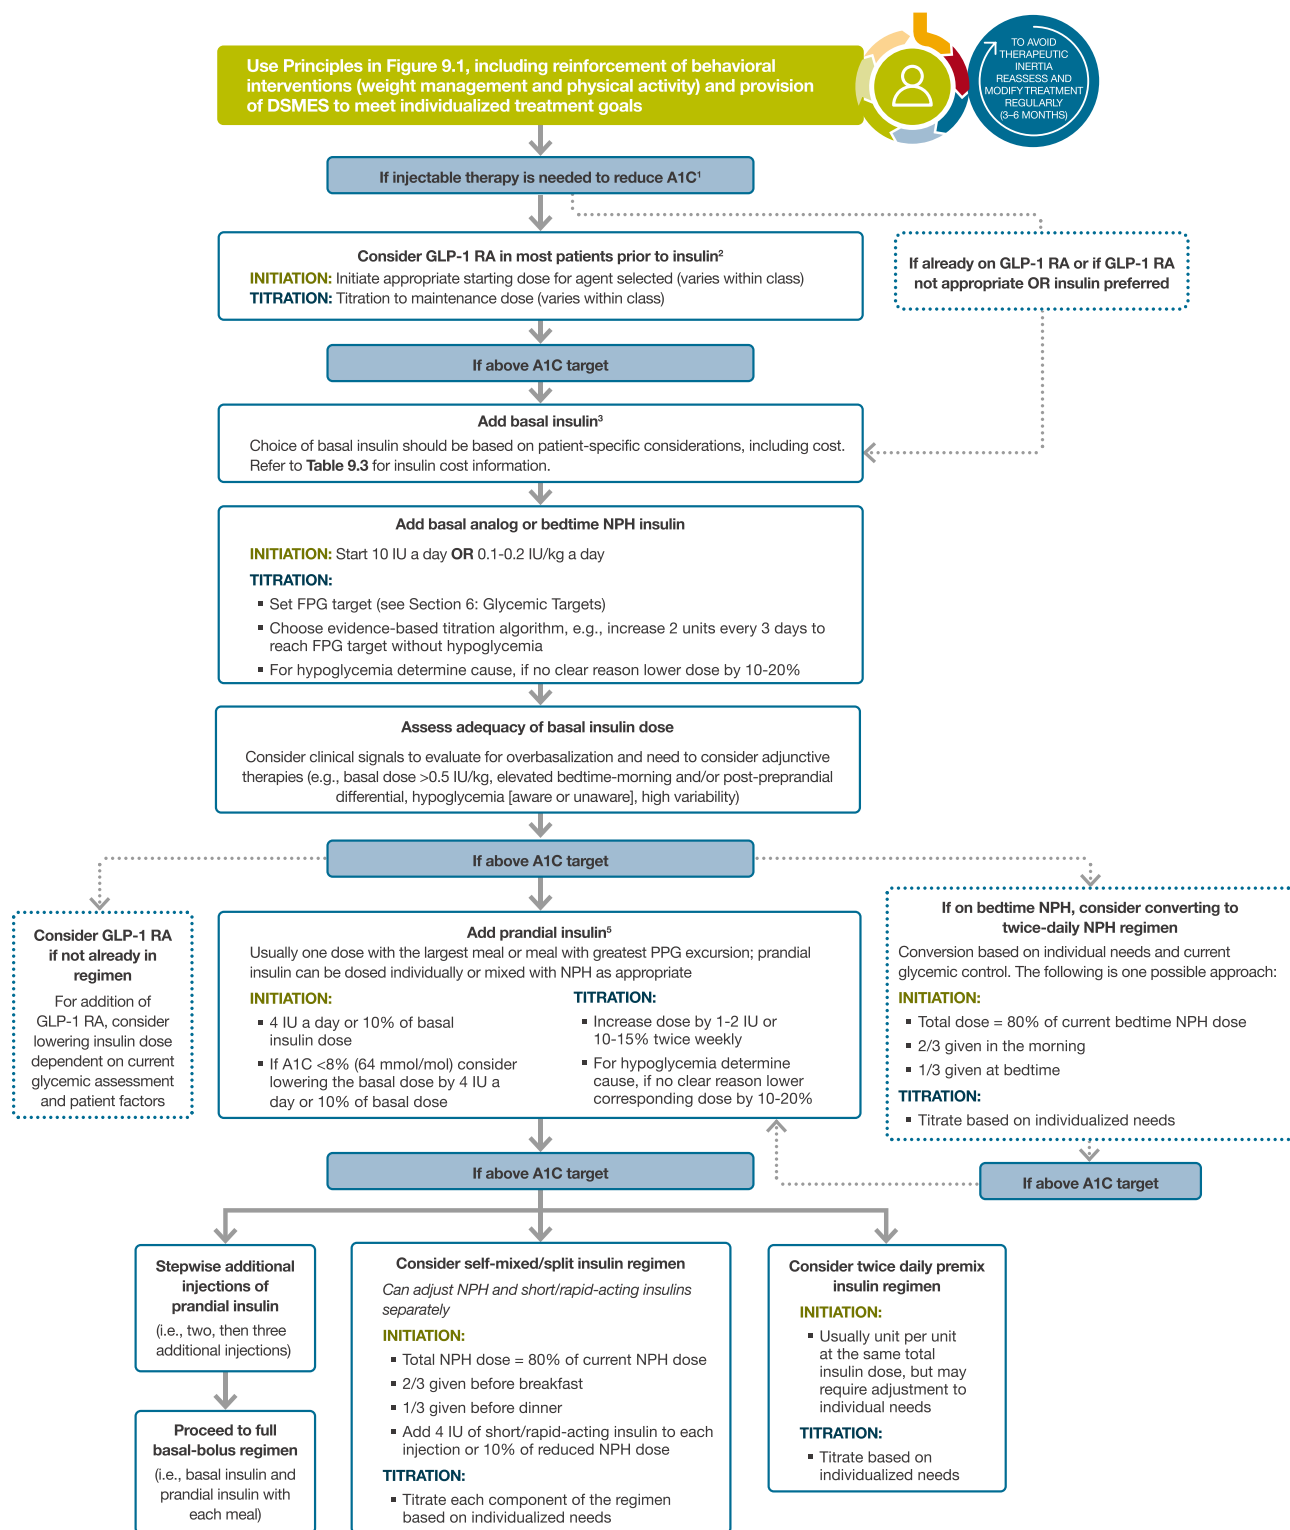 Use Principles in Figure 9.1, including reinforcement of behavioral
interventions (weight management and physical activity) and provision
of DSMES to meet individualized treatment goals
TO AVOID
THERAPEUTIC
INERTIA
REASSESS AND
MODIFY TREATMENT
REGULARLY
(3–6 MONTHS)
If injectable therapy is needed to reduce A1C¹
Consider GLP-1 RA in most patients prior to insulin²
INITIATION: Initiate appropriate starting dose for agent selected (varies within class)
TITRATION: Titration to maintenance dose (varies within class)
If already on GLP-1 RA or if GLP-1 RA
not appropriate OR insulin preferred
If above A1C target
Add basal insulin³
Choice of basal insulin should be based on patient-specific considerations, including cost.
Refer to Table 9.3 for insulin cost information.
Add basal analog or bedtime NPH insulin
INITIATION: Start 10 IU a day OR 0.1-0.2 IU/kg a day
TITRATION:
▪ Set FPG target (see Section 6: Glycemic Targets)
▪ Choose evidence-based titration algorithm, e.g., increase 2 units every 3 days to
reach FPG target without hypoglycemia
▪ For hypoglycemia determine cause, if no clear reason lower dose by 10-20%
Assess adequacy of basal insulin dose
Consider clinical signals to evaluate for overbasalization and need to consider adjunctive
therapies (e.g., basal dose >0.5 IU/kg, elevated bedtime-morning and/or post-preprandial
differential, hypoglycemia [aware or unaware], high variability)
If above A1C target
Consider GLP-1 RA
if not already in
regimen
For addition of
GLP-1 RA, consider
lowering insulin dose
dependent on current
glycemic assessment
and patient factors
Add prandial insulin⁵
Usually one dose with the largest meal or meal with greatest PPG excursion; prandial
insulin can be dosed individually or mixed with NPH as appropriate
INITIATION:
▪ 4 IU a day or 10% of basal
insulin dose
▪ If A1C <8% (64 mmol/mol) consider
lowering the basal dose by 4 IU a
day or 10% of basal dose
TITRATION:
▪ Increase dose by 1-2 IU or
10-15% twice weekly
▪ For hypoglycemia determine
cause, if no clear reason lower
corresponding dose by 10-20%
If on bedtime NPH, consider converting to
twice-daily NPH regimen
Conversion based on individual needs and current
glycemic control. The following is one possible approach:
INITIATION:
▪ Total dose = 80% of current bedtime NPH dose
▪ 2/3 given in the morning
▪ 1/3 given at bedtime
TITRATION:
▪ Titrate based on individualized needs
If above A1C target
If above A1C target
Stepwise additional
injections of
prandial insulin
(i.e., two, then three
additional injections)
Proceed to full
basal-bolus regimen
(i.e., basal insulin and
prandial insulin with
each meal)
Consider self-mixed/split insulin regimen
Can adjust NPH and short/rapid-acting insulins
separately
INITIATION:
▪ Total NPH dose = 80% of current NPH dose
▪ 2/3 given before breakfast
▪ 1/3 given before dinner
▪ Add 4 IU of short/rapid-acting insulin to each
injection or 10% of reduced NPH dose
TITRATION:
▪ Titrate each component of the regimen
based on individualized needs
Consider twice daily premix
insulin regimen
INITIATION:
▪ Usually unit per unit
at the same total
insulin dose, but may
require adjustment to
individual needs
TITRATION:
▪ Titrate based on
individualized needs